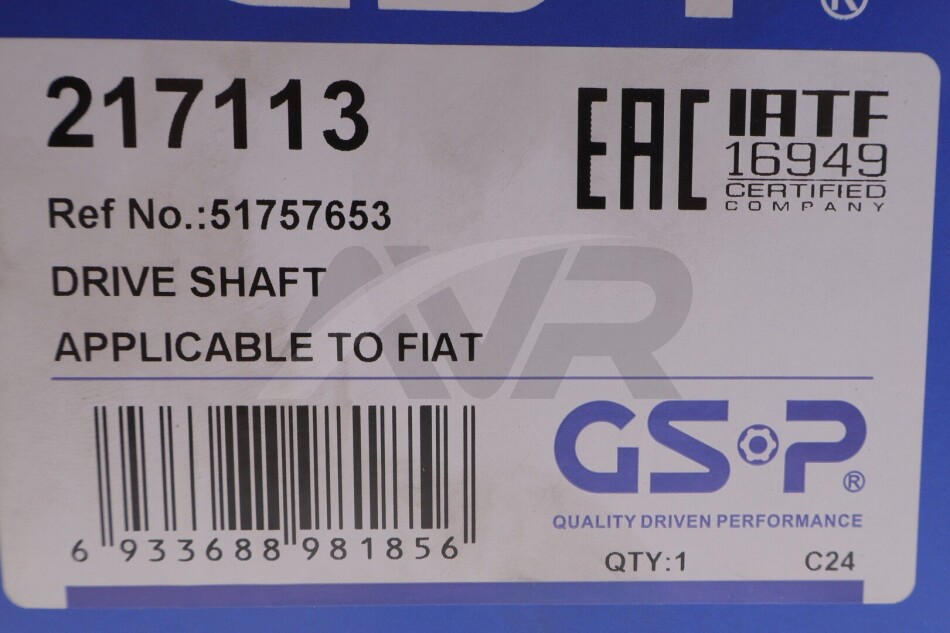 ®
217113
EAC
IATF
16949
CERTIFIED
COMPANY
Ref No.:51757653
DRIVE SHAFT
APPLICABLE TO FIAT
AVR
6 933688 981856
GS·P®
QUALITY DRIVEN PERFORMANCE
QTY:1
C24